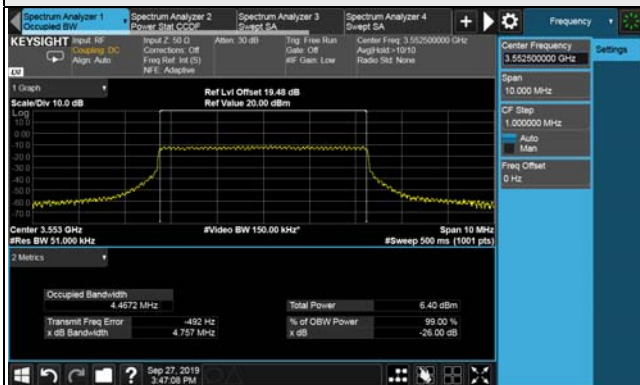 Spectrum Analyzer 1
Occupied BW
Spectrum Analyzer 2
Power Stat CCDF
Spectrum Analyzer 3
Swept SA
Spectrum Analyzer 4
Swept SA
+
Frequency
KEYSIGHT
Input: RF
Coupling: DC
Align: Auto
Input Z: 50 Ω
Corrections: Off
Freq Ref: Int (S)
NFE: Adaptive
Atten: 30 dB
Trig: Free Run
Gate: Off
#IF Gain: Low
Center Freq: 3.552500000 GHz
Avg|Hold:>10/10
Radio Std: None
LXI
Center Frequency
3.552500000 GHz
Settings
Span
10.000 MHz
CF Step
1.000000 MHz
Auto
Man
Freq Offset
0 Hz
1 Graph
Scale/Div 10.0 dB
Ref Lvl Offset 19.48 dB
Ref Value 20.00 dBm
Log
10.0
0.00
-10.0
-20.0
-30.0
-40.0
-50.0
-60.0
-70.0
Center 3.553 GHz
#Res BW 51.000 kHz
#Video BW 150.00 kHz*
Span 10 MHz
#Sweep 500 ms (1001 pts)
2 Metrics
Occupied Bandwidth
4.4672 MHz
Total Power
6.40 dBm
Transmit Freq Error
-492 Hz
% of OBW Power
99.00 %
x dB Bandwidth
4.757 MHz
x dB
-26.00 dB
?
Sep 27, 2019
3:47:08 PM